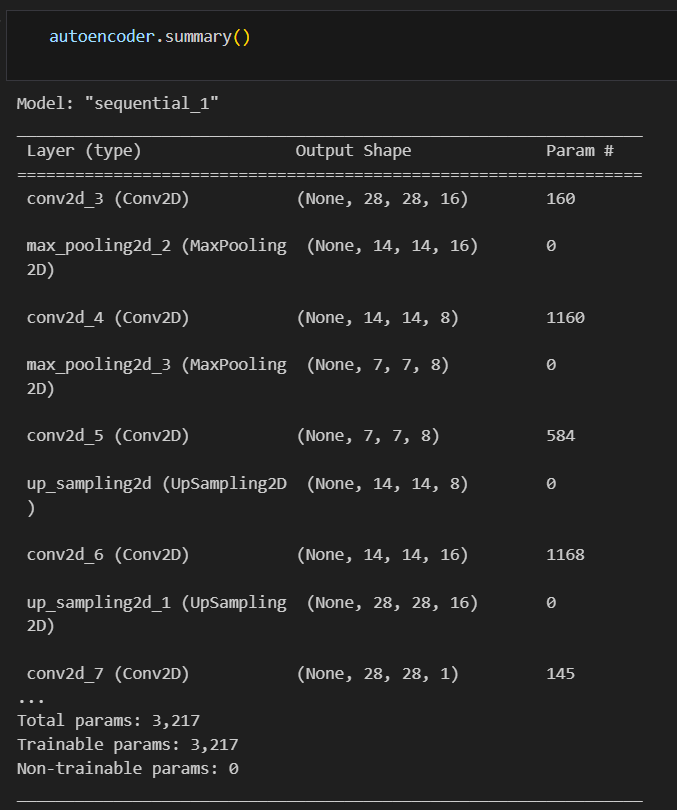 autoencoder.summary()
Model: "sequential_1"
_________________________________________________________________
Layer (type) Output Shape Param #
=================================================================
conv2d_3 (Conv2D) (None, 28, 28, 16) 160
max_pooling2d_2 (MaxPooling (None, 14, 14, 16) 0
2D)
conv2d_4 (Conv2D) (None, 14, 14, 8) 1160
max_pooling2d_3 (MaxPooling (None, 7, 7, 8) 0
2D)
conv2d_5 (Conv2D) (None, 7, 7, 8) 584
up_sampling2d (UpSampling2D (None, 14, 14, 8) 0
)
conv2d_6 (Conv2D) (None, 14, 14, 16) 1168
up_sampling2d_1 (UpSampling (None, 28, 28, 16) 0
2D)
conv2d_7 (Conv2D) (None, 28, 28, 1) 145
...
Total params: 3,217
Trainable params: 3,217
Non-trainable params: 0
_________________________________________________________________